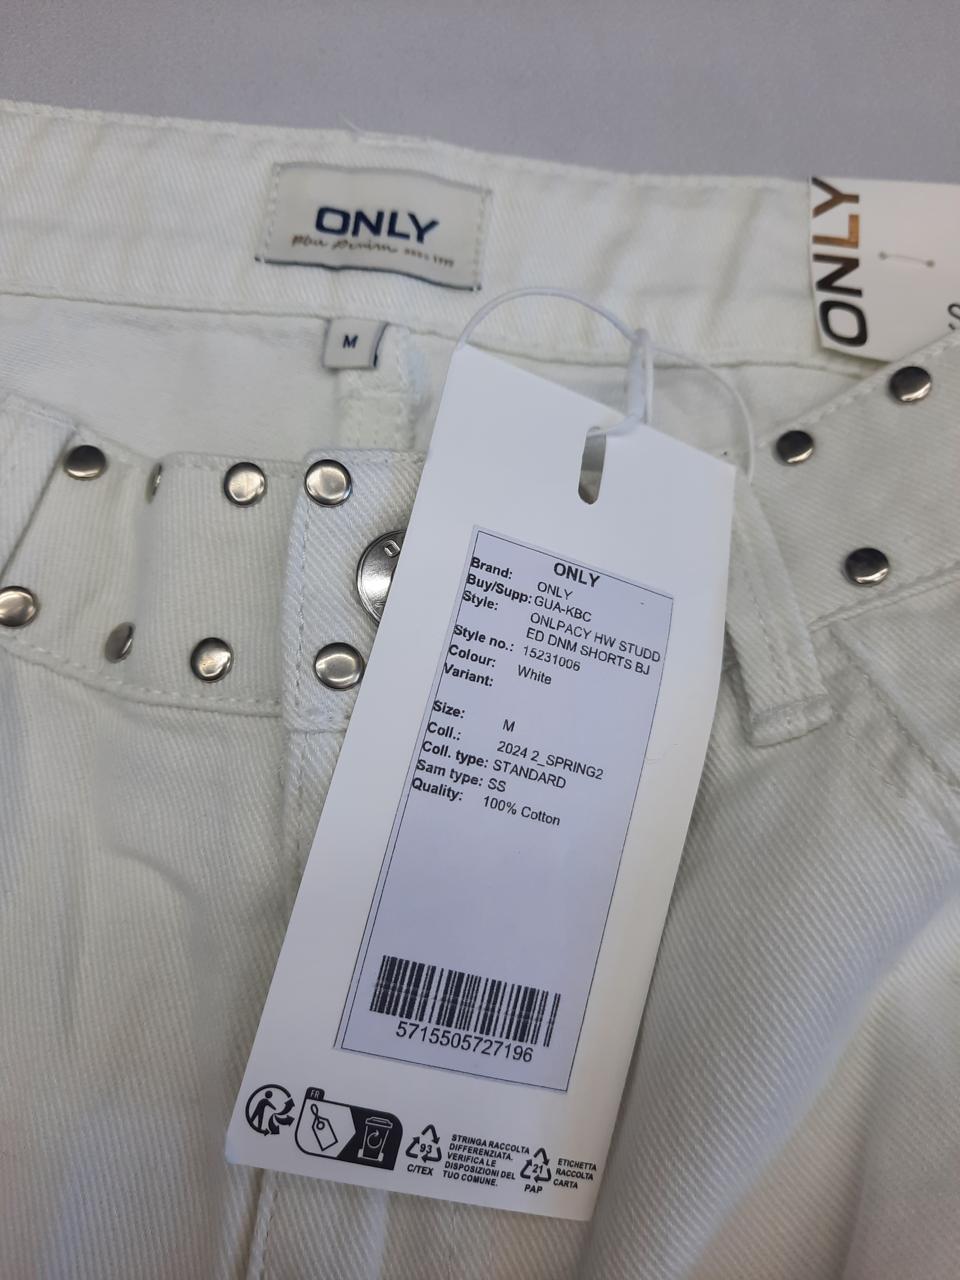 ONLY
M
ONLY
ONLY
Brand: ONLY
Buy/Supp: GUA-KBC
Style: ONLPACY HW STUDD
ED DNM SHORTS BJ
Style no.: 15231006
Colour: White
Variant:
Size: M
Coll.: 2024 2_SPRING2
Coll. type: STANDARD
Sam type: SS
Quality: 100% Cotton
5715505727196
FR
93
C/TEX
STRINGA RACCOLTA
DIFFERENZIATA.
VERIFICA LE
DISPOSIZIONI DEL
TUO COMUNE.
21
PAP
ETICHETTA
RACCOLTA
CARTA